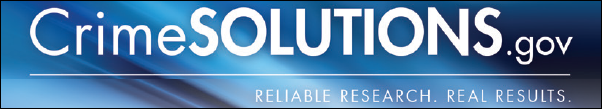 CrimeSOLUTIONS.gov
RELIABLE RESEARCH. REAL RESULTS.